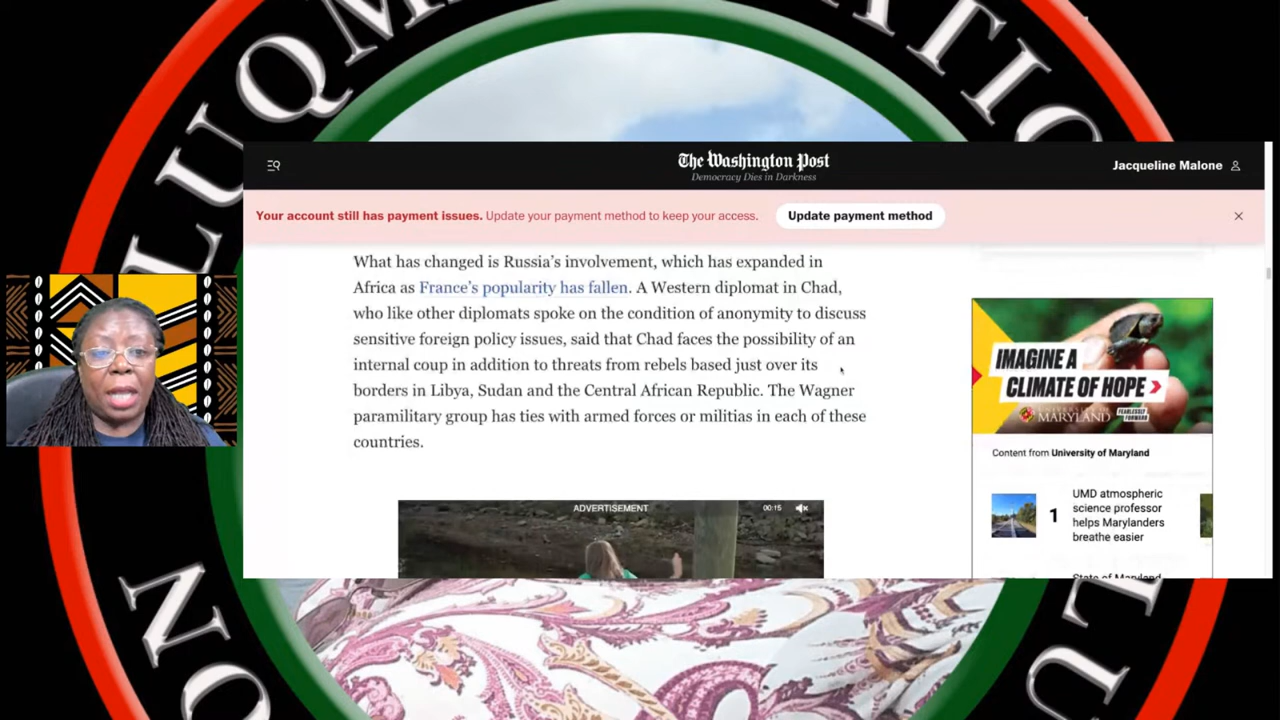 LUQM
ATIO
The Washington Post
Democracy Dies in Darkness
Jacqueline Malone
Your account still has payment issues. Update your payment method to keep your access.
Update payment method
What has changed is Russia's involvement, which has expanded in
Africa as France's popularity has fallen. A Western diplomat in Chad,
who like other diplomats spoke on the condition of anonymity to discuss
sensitive foreign policy issues, said that Chad faces the possibility of an
internal coup in addition to threats from rebels based just over its
borders in Libya, Sudan and the Central African Republic. The Wagner
paramilitary group has ties with armed forces or militias in each of these
countries.
ADVERTISEMENT
00:15
IMAGINE A
CLIMATE OF HOPE
UNIVERSITY OF
MARYLAND
FEARLESSLY
FORWARD
Content from University of Maryland
1
UMD atmospheric
science professor
helps Marylanders
breathe easier
State of Maryland